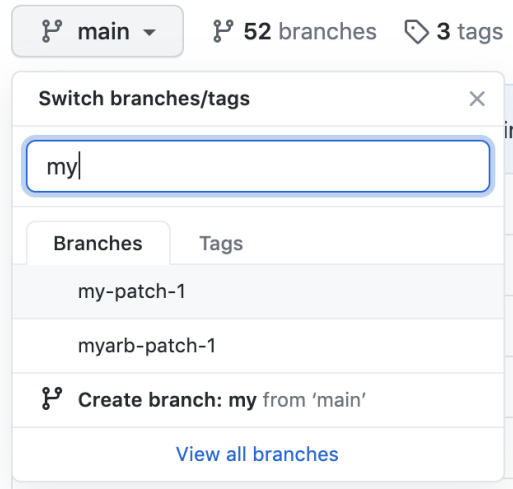 main 52 branches 3 tags
Switch branches/tags
my
Branches Tags
my-patch-1
myarb-patch-1
Create branch: my from ‘main’
View all branches